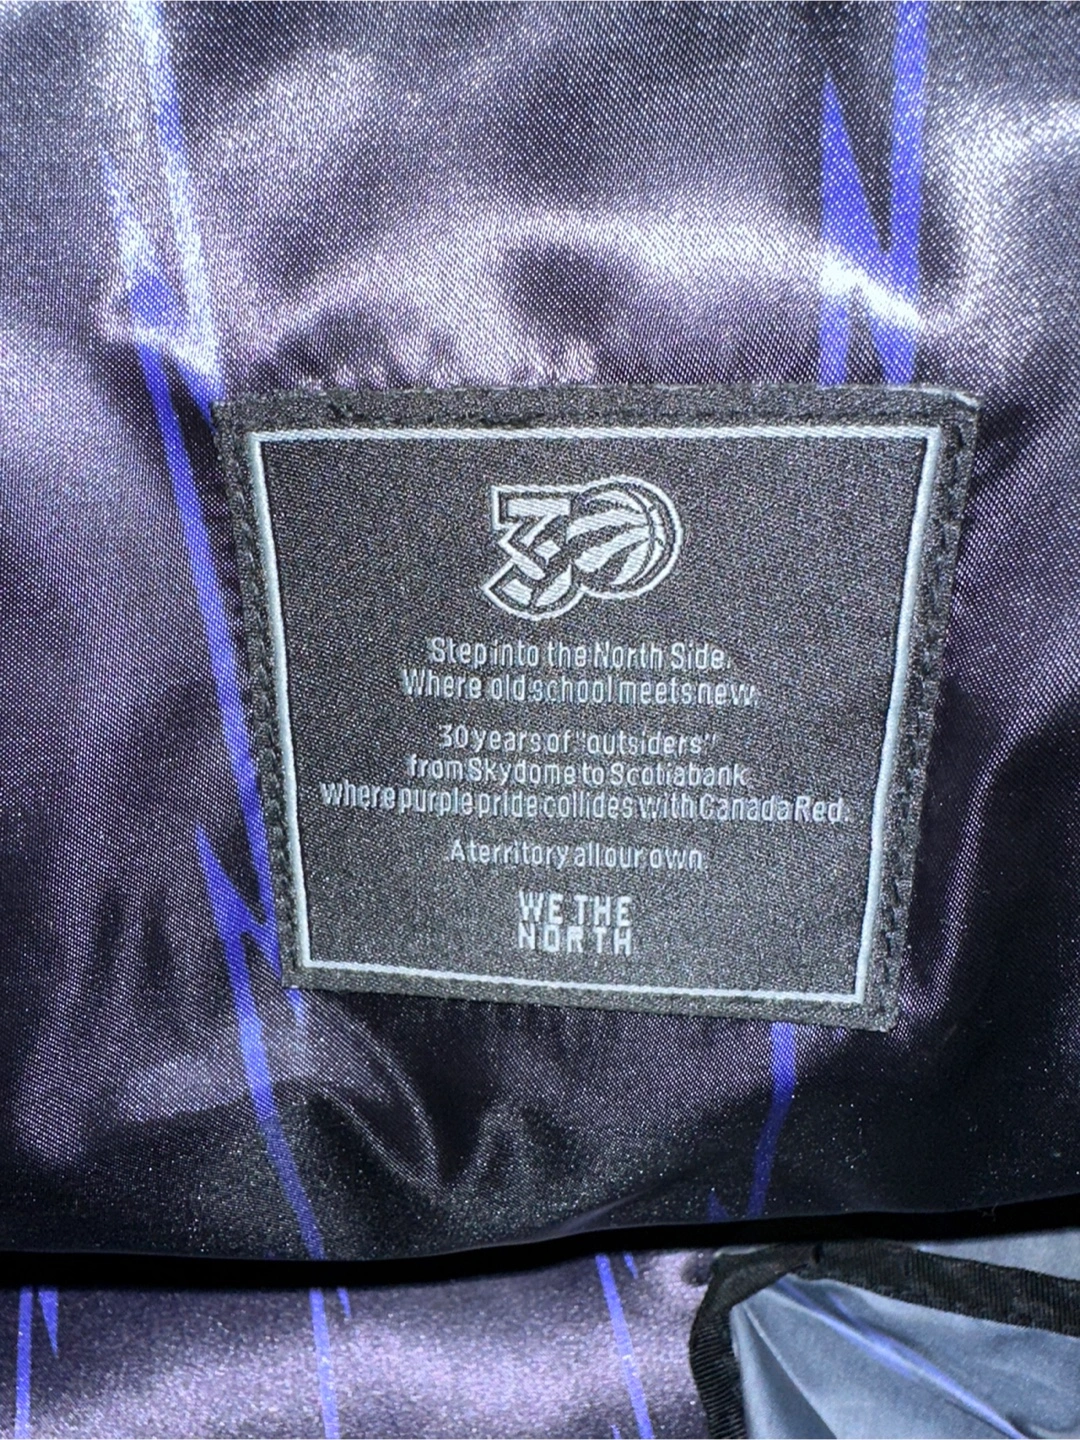 30
Step into the North Side.
Where old school meets new.
30 years of "outsiders"
from Skydome to Scotiabank
where purple pride collides with Canada Red.
A territory all our own.
WE THE
NORTH